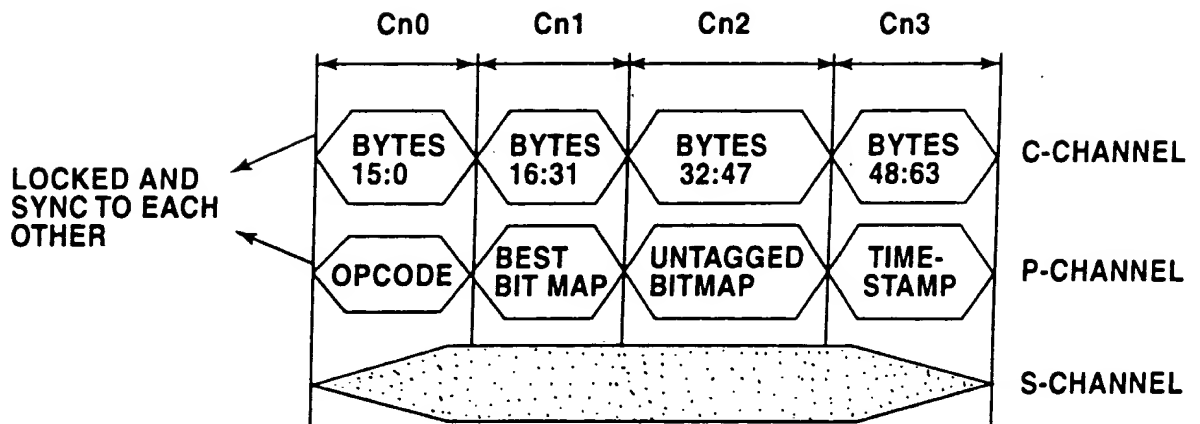 Cn0 Cn1 Cn2 Cn3
BYTES
15:0
BYTES
16:31
BYTES
32:47
BYTES
48:63
C-CHANNEL
LOCKED AND
SYNC TO EACH
OTHER
OPCODE
BEST
BIT MAP
UNTAGGED
BITMAP
TIME-
STAMP
P-CHANNEL
S-CHANNEL